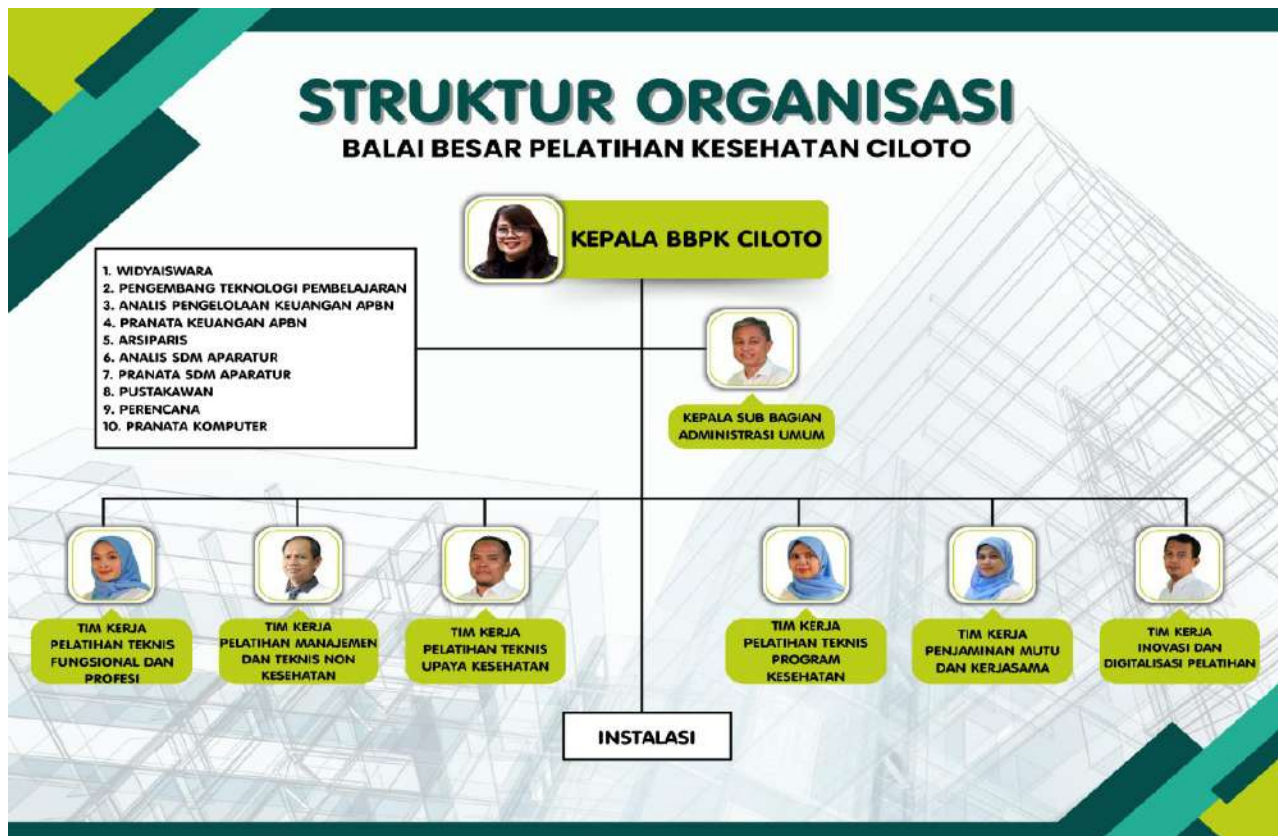 STRUKTUR ORGANISASI
BALAI BESAR PELATIHAN KESEHATAN CILOTO
KEPALA BBPK CILOTO
1. WIDYAISWARA
2. PENGEMBANG TEKNOLOGI PEMBELAJARAN
3. ANALIS PENGELOLAAN KEUANGAN APBN
4. PRANATA KEUANGAN APBN
5. ARSIPARIS
6. ANALIS SDM APARATUR
7. PRANATA SDM APARATUR
8. PUSTAKAWAN
9. PERENCANA
10. PRANATA KOMPUTER
KEPALA SUB BAGIAN
ADMINISTRASI UMUM
TIM KERJA
PELATIHAN TEKNIS
FUNGSIONAL DAN
PROFESI
TIM KERJA
PELATIHAN MANAJEMEN
DAN TEKNIS NON
KESEHATAN
TIM KERJA
PELATIHAN TEKNIS
UPAYA KESEHATAN
TIM KERJA
PELATIHAN TEKNIS
PROGRAM
KESEHATAN
TIM KERJA
PENJAMINAN MUTU
DAN KERJASAMA
TIM KERJA
INOVASI DAN
DIGITALISASI PELATIHAN
INSTALASI